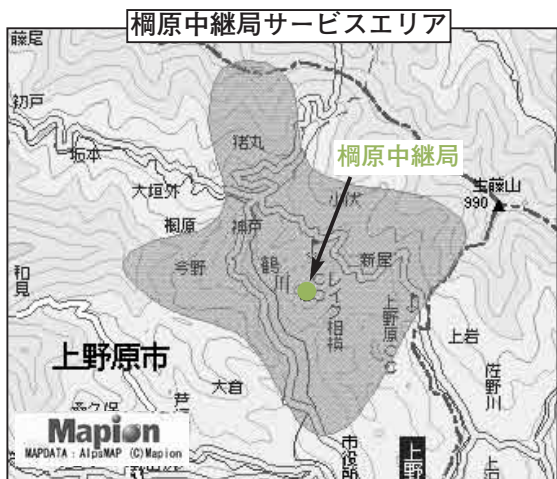 棡原中継局サービスエリア
藤尾
初戸
坂本
猪丸
棡原中継局
生藤山
990
大垣外
小伏
棡原
神戸
今野
鶴川
新屋
レイク相模CC
上野原CC
和見
上岩
上野原市
大倉
佐野川
Mapion
MAPDATA : AlpsMAP (C)Mapion
市役所
上野